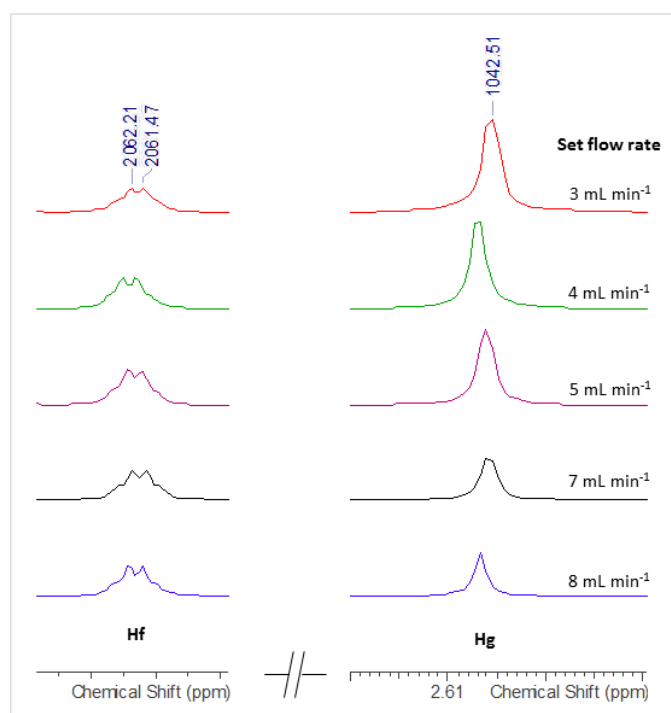 2062.21
2061.47
1042.51
Set flow rate
3 mL min⁻¹
4 mL min⁻¹
5 mL min⁻¹
7 mL min⁻¹
8 mL min⁻¹
Hf
Hg
Chemical Shift (ppm)
2.61 Chemical Shift (ppm)